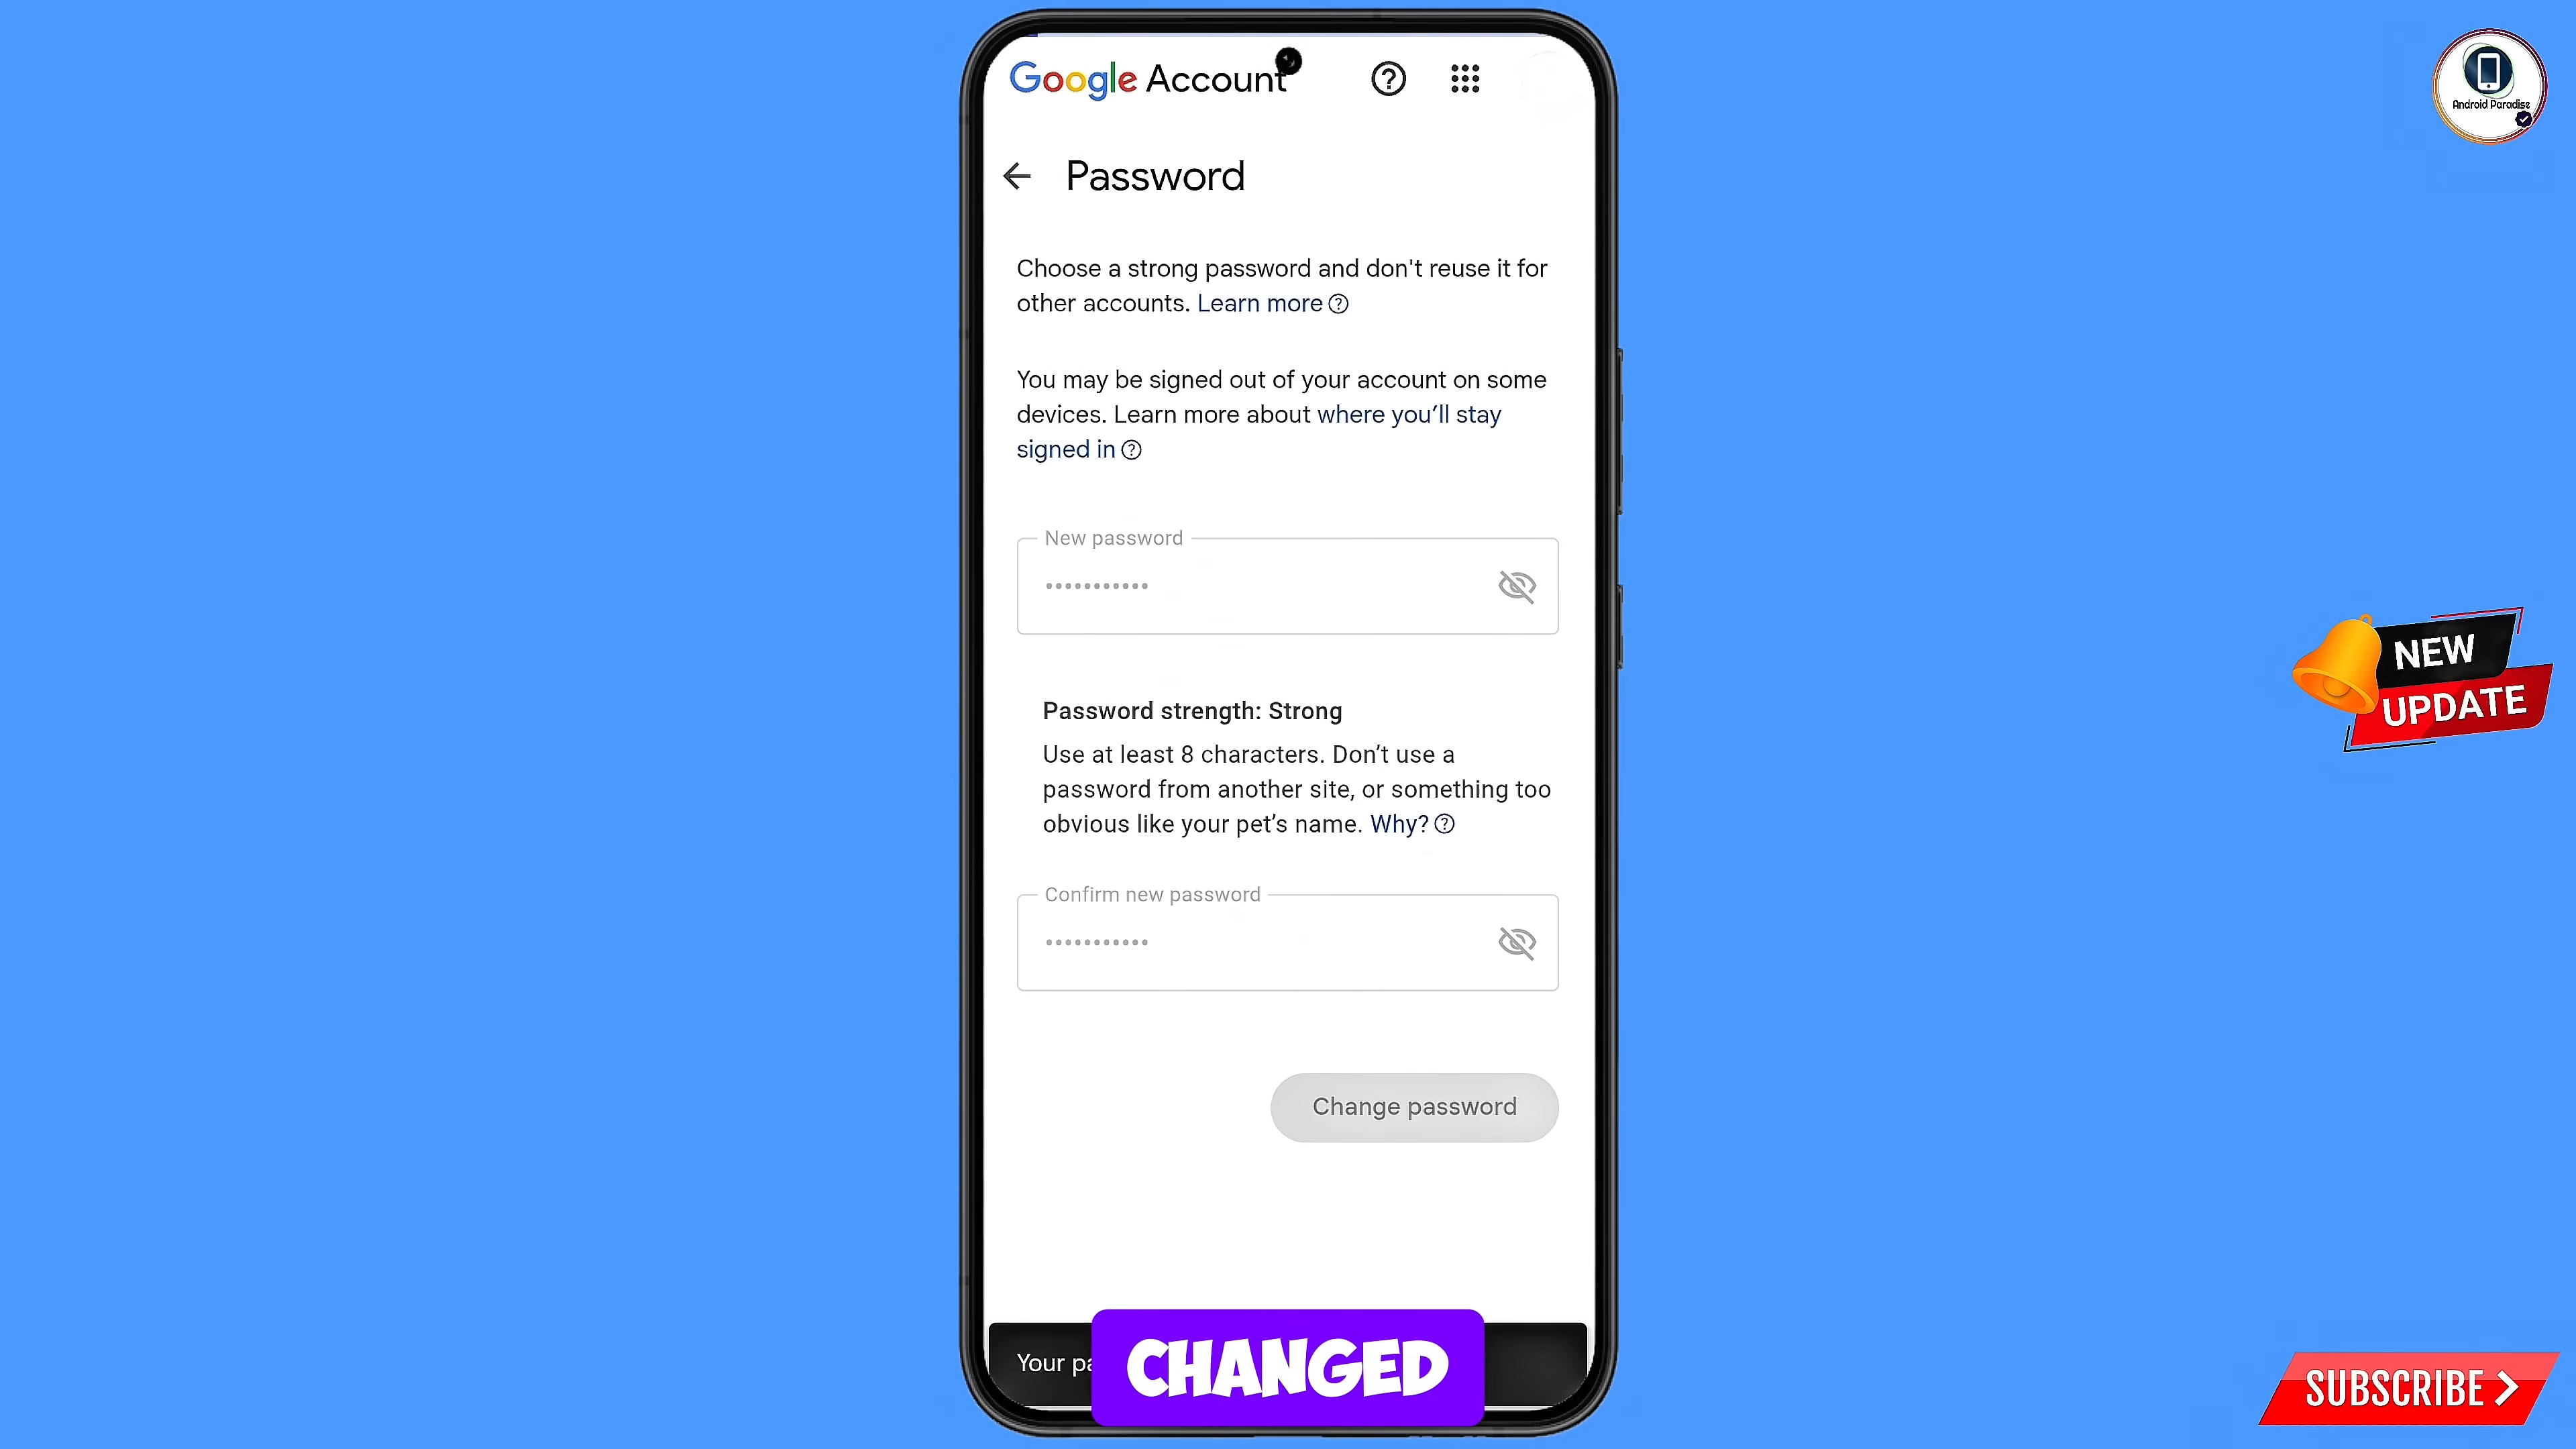 Google Account
Android Paradise
Password
Choose a strong password and don't reuse it for
other accounts. Learn more
You may be signed out of your account on some
devices. Learn more about where you’ll stay
signed in
New password
•••••••••••
Password strength: Strong
Use at least 8 characters. Don’t use a
password from another site, or something too
obvious like your pet’s name. Why?
Confirm new password
•••••••••••
Change password
NEW
UPDATE
Your
CHANGED
SUBSCRIBE